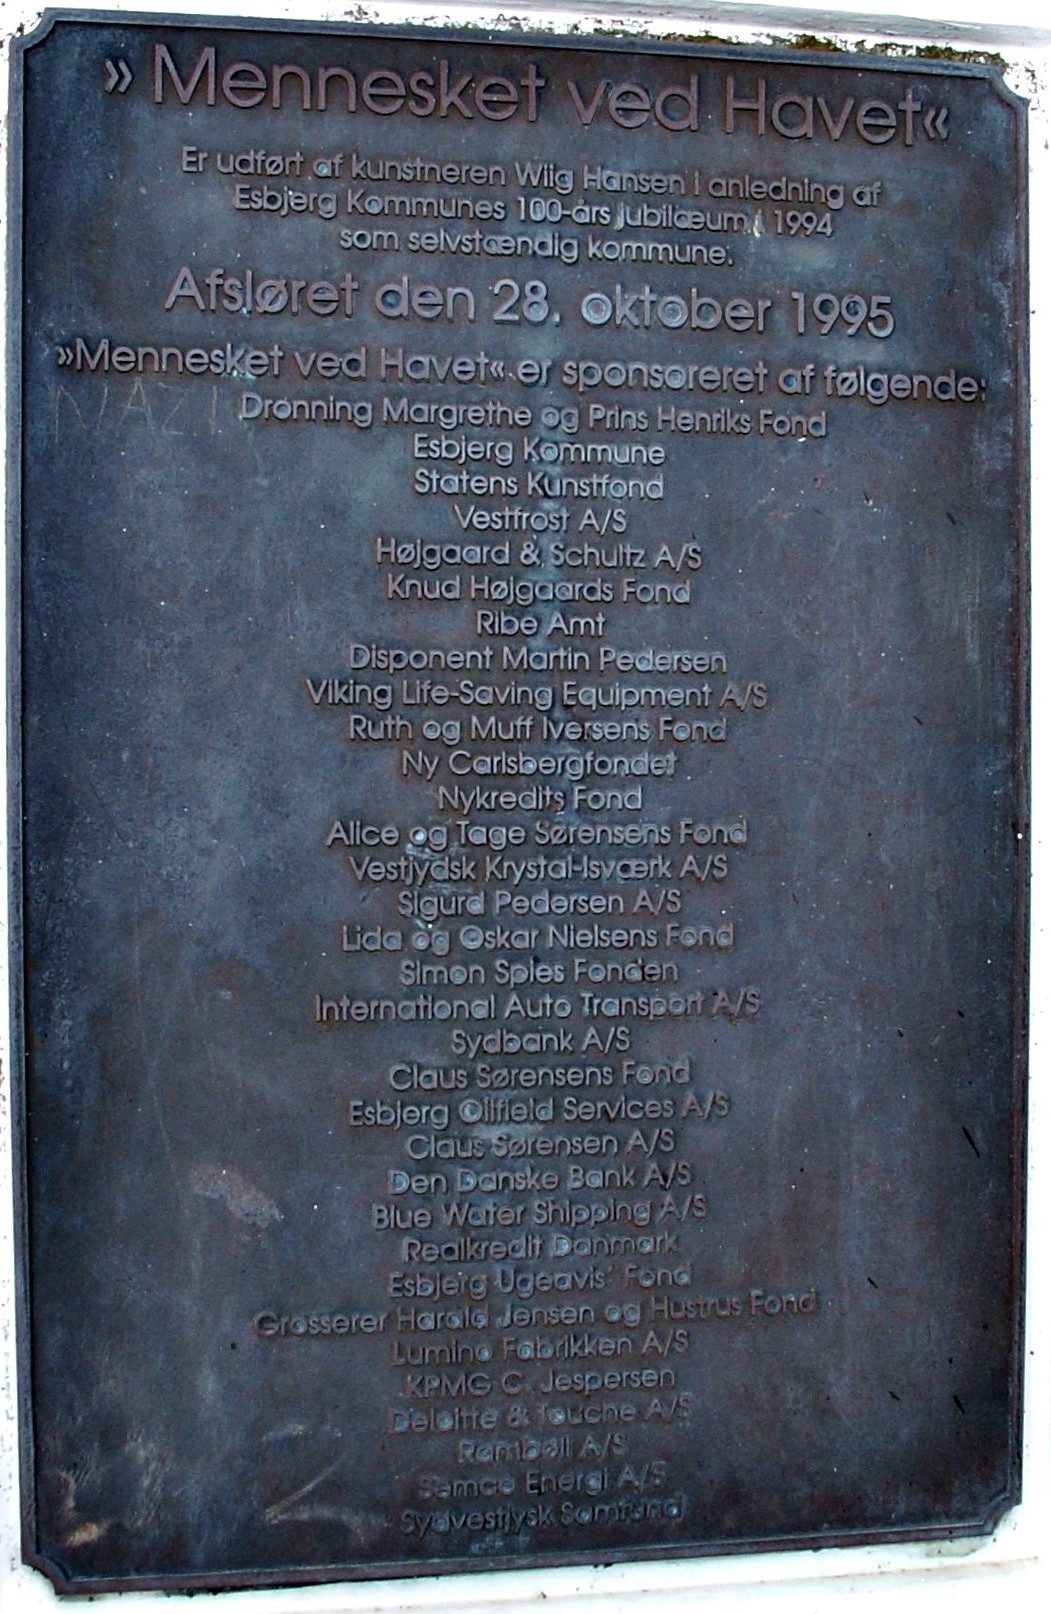 »Mennesket ved Havet«
Er udført af kunstneren Wiig Hansen i anledning af
Esbjerg Kommunes 100-års jubilæum i 1994
som selvstændig kommune.
Afsløret den 28. oktober 1995
»Mennesket ved Havet« er sponsoreret af følgende:
NAZI
Dronning Margrethe og Prins Henriks Fond
Esbjerg Kommune
Statens Kunstfond
Vestfrost A/S
Højgaard & Schultz A/S
Knud Højgaards Fond
Ribe Amt
Disponent Martin Pedersen
Viking Life-Saving Equipment A/S
Ruth og Muff Iversens Fond
Ny Carlsbergfondet
Nykredits Fond
Alice og Tage Sørensens Fond
Vestjydsk Krystal-Isværk A/S
Sigurd Pedersen A/S
Lida og Oskar Nielsens Fond
Simon Spies Fonden
International Auto Transport A/S
Sydbank A/S
Claus Sørensens Fond
Esbjerg Oilfield Services A/S
Claus Sørensen A/S
Den Danske Bank A/S
Blue Water Shipping A/S
Realkredit Danmark
Esbjerg Ugeavis' Fond
Grosserer Harald Jensen og Hustrus Fond
Lumino Fabrikken A/S
KPMG C. Jespersen
Deloitte & Touche A/S
Rambøll A/S
Semco Energi A/S
Sydvestjysk Samfund